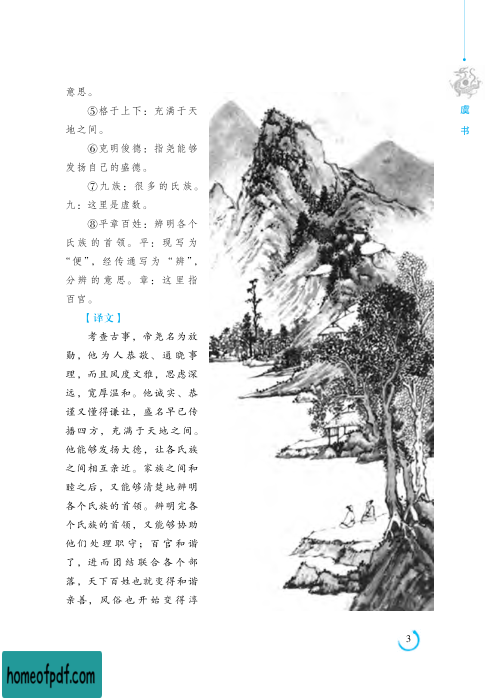 意思。
⑤格于上下：充满于天
地之间。
⑥克明俊德：指尧能够
发扬自己的盛德。
⑦九族：很多的氏族。
九：这里是虚数。
⑧平章百姓：辨明各个
氏族的首领。平：现写为
“便”，经传通写为“辨”，
分辨的意思。章：这里指
百官。
【译文】
考查古事，帝尧名为放
勋，他为人恭敬、通晓事
理，而且风度文雅，思虑深
远，宽厚温和。他诚实、恭
谨又懂得谦让，盛名早已传
播四方，充满于天地之间。
他能够发扬大德，让各氏族
之间相互亲近。家族之间和
睦之后，又能够清楚地辨明
各个氏族的首领。辨明完各
个氏族的首领，又能够协助
他们处理职守；百官和谐
了，进而团结联合各个部
落，天下百姓也就变得和谐
亲善，风俗也开始变得淳
虞
书
3
homeofpdf.com